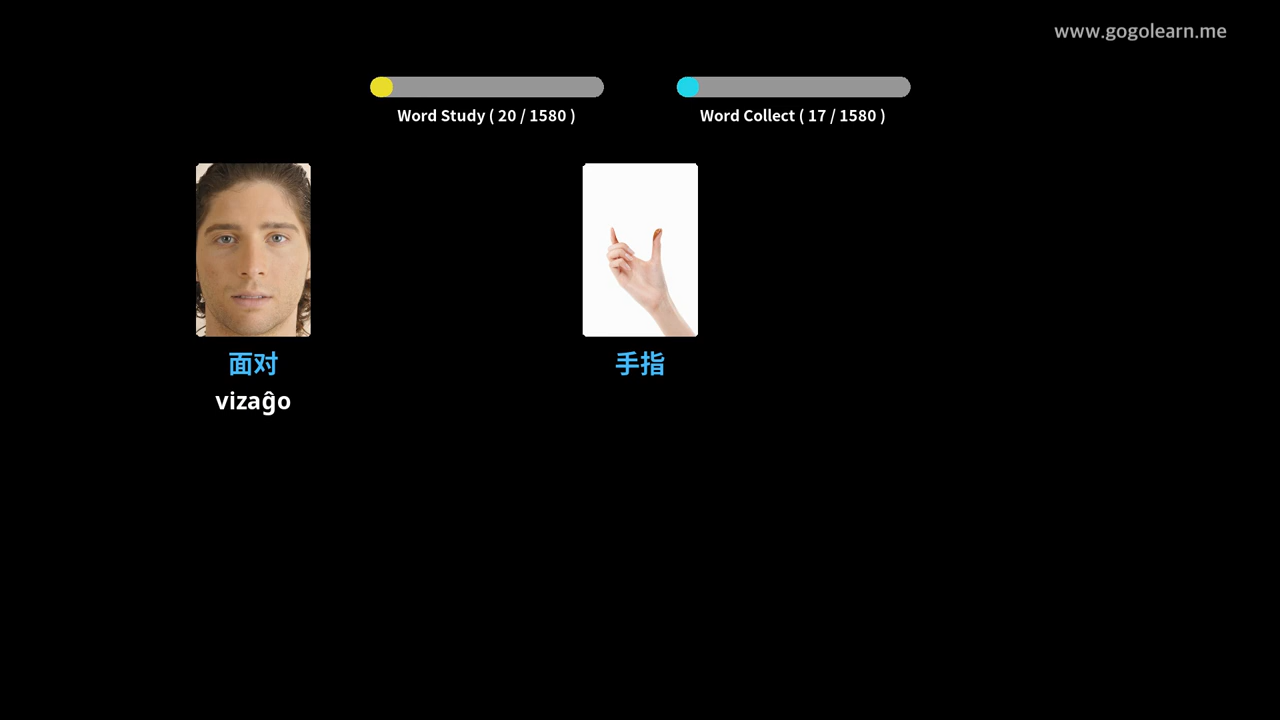 www.gogolearn.me
Word Study ( 20 / 1580 )
Word Collect ( 17 / 1580 )
面对
vizaĝo
手指